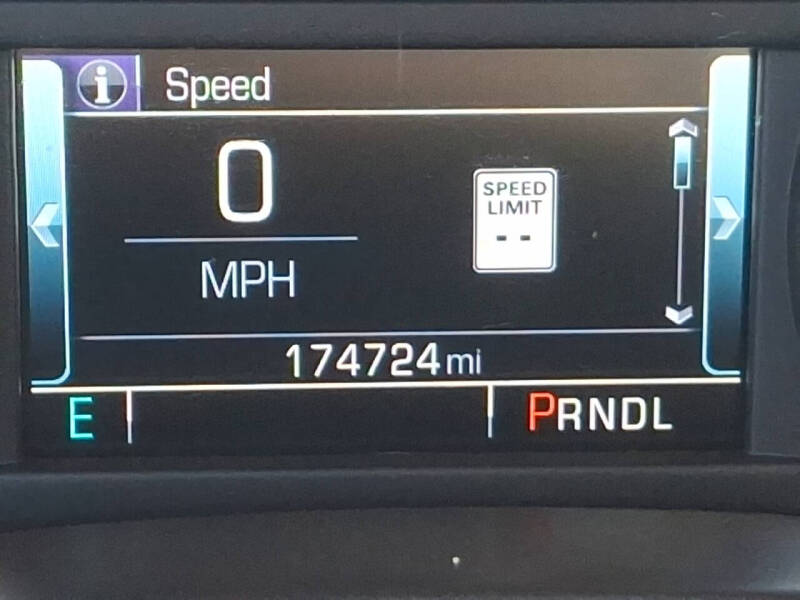 i Speed
0
MPH
SPEED
LIMIT
--
174724 mi
E PRNDL